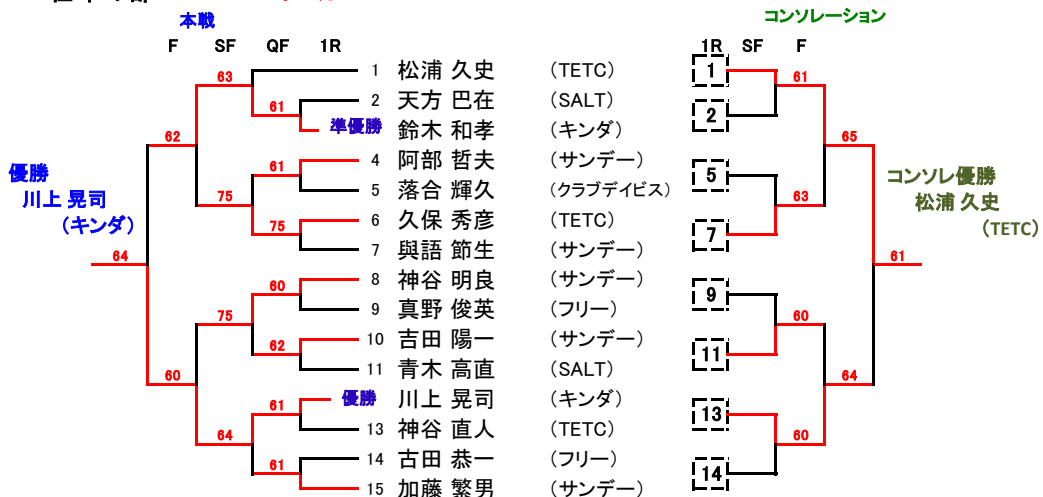 本戦
コンソレーション
F SF QF 1R
1R SF F
1 松浦 久史 (TETC)
2 天方 巴在 (SALT)
準優勝 鈴木 和孝 (キンダ)
4 阿部 哲夫 (サンデー)
5 落合 輝久 (クラブデイビス)
6 久保 秀彦 (TETC)
7 與語 節生 (サンデー)
8 神谷 明良 (サンデー)
9 真野 俊英 (フリー)
10 吉田 陽一 (サンデー)
11 青木 高直 (SALT)
優勝 川上 晃司 (キンダ)
13 神谷 直人 (TETC)
14 古田 恭一 (フリー)
15 加藤 繁男 (サンデー)
優勝
川上 晃司
(キンダ)
64
62
60
63
75
75
64
61
61
75
60
62
61
61
1
2
5
7
9
11
13
14
61
63
60
60
65
64
61
コンソレ優勝
松浦 久史
(TETC)